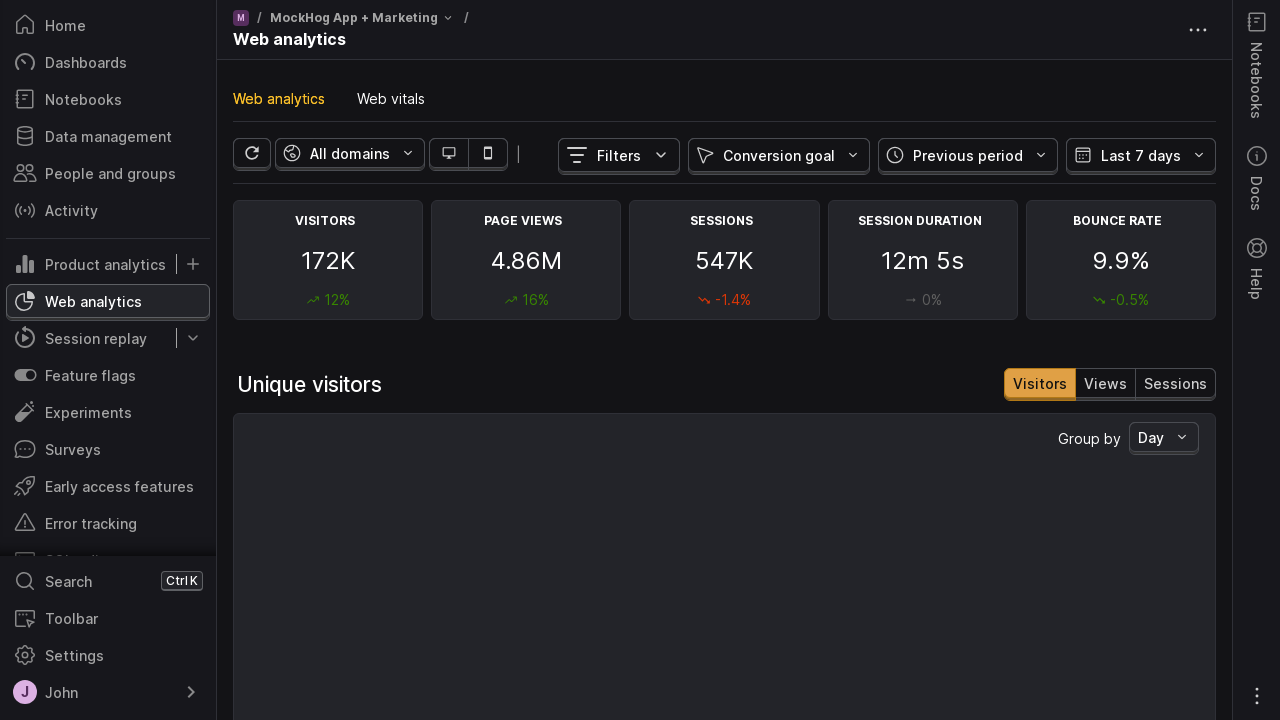 Home
Dashboards
Notebooks
Data management
People and groups
Activity
Product analytics
Web analytics
Session replay
Feature flags
Experiments
Surveys
Early access features
Error tracking
Search Ctrl K
Toolbar
Settings
J John
M / MockHog App + Marketing /
Web analytics
Web analytics Web vitals
All domains Filters Conversion goal Previous period Last 7 days
VISITORS
172K
12%
PAGE VIEWS
4.86M
16%
SESSIONS
547K
-1.4%
SESSION DURATION
12m 5s
0%
BOUNCE RATE
9.9%
-0.5%
Unique visitors
Visitors Views Sessions
Group by Day
Notebooks
Docs
Help